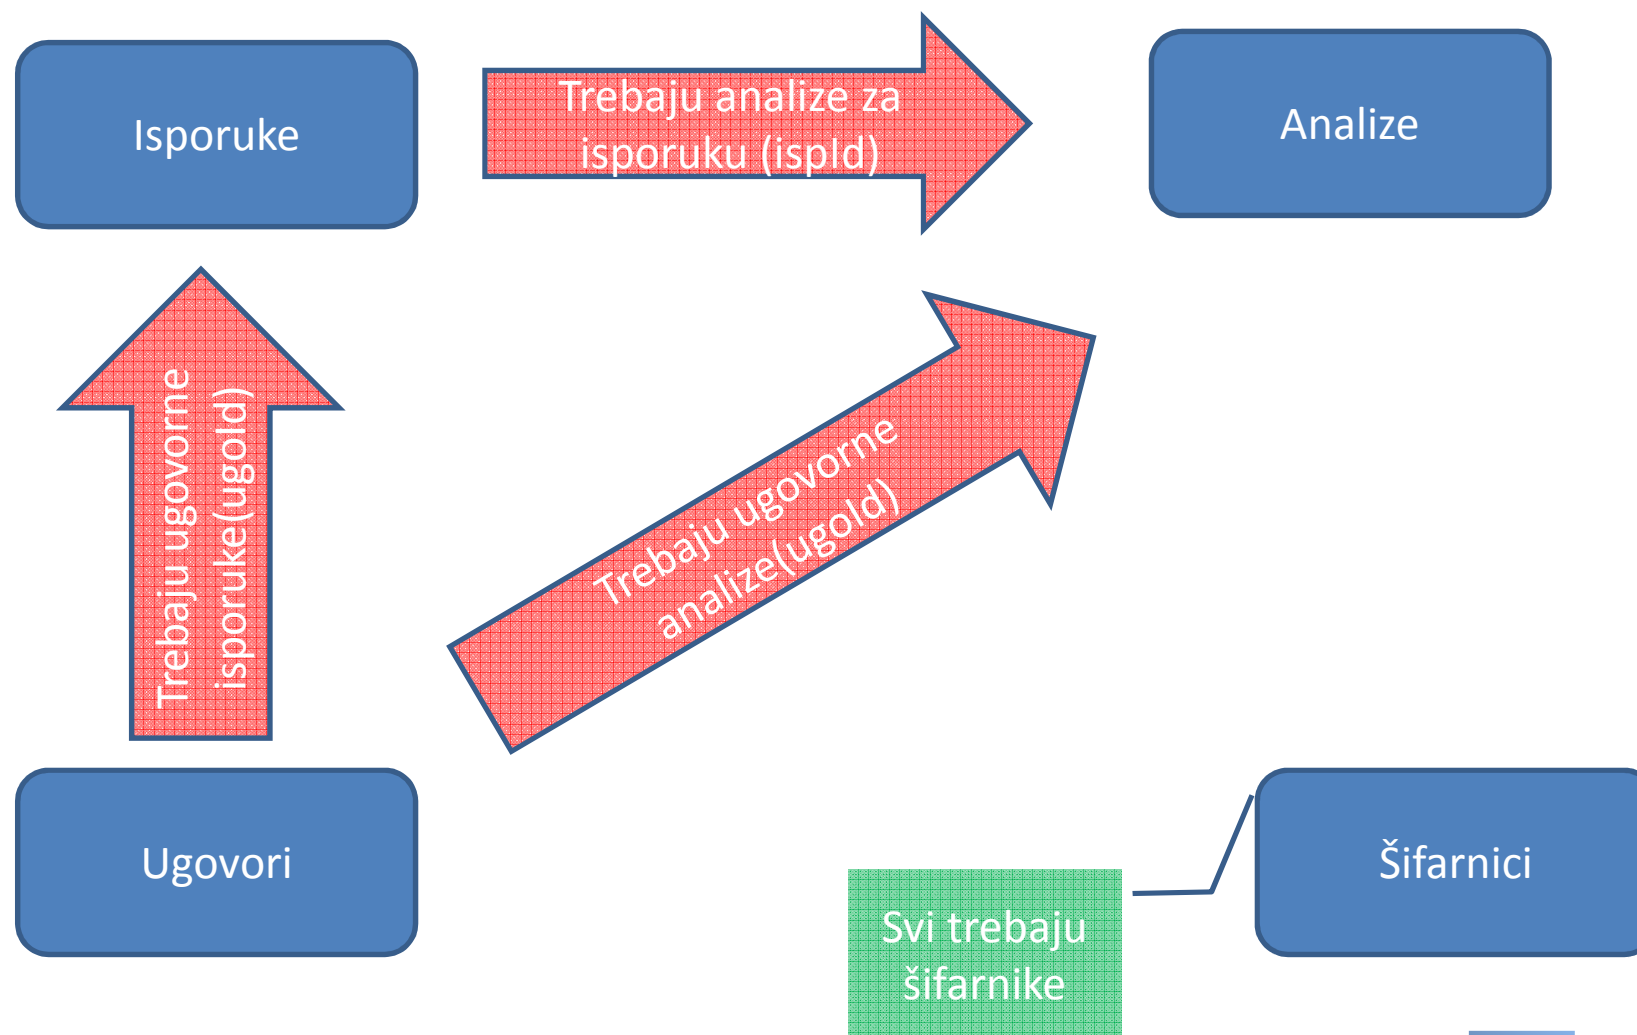 Isporuke
Trebaju analize za
isporuku (ispId)
Analize
Trebaju ugovorne
isporuke(ugoId)
Trebaju ugovorne
analize(ugoId)
Ugovori
Svi trebaju
šifarnike
Šifarnici